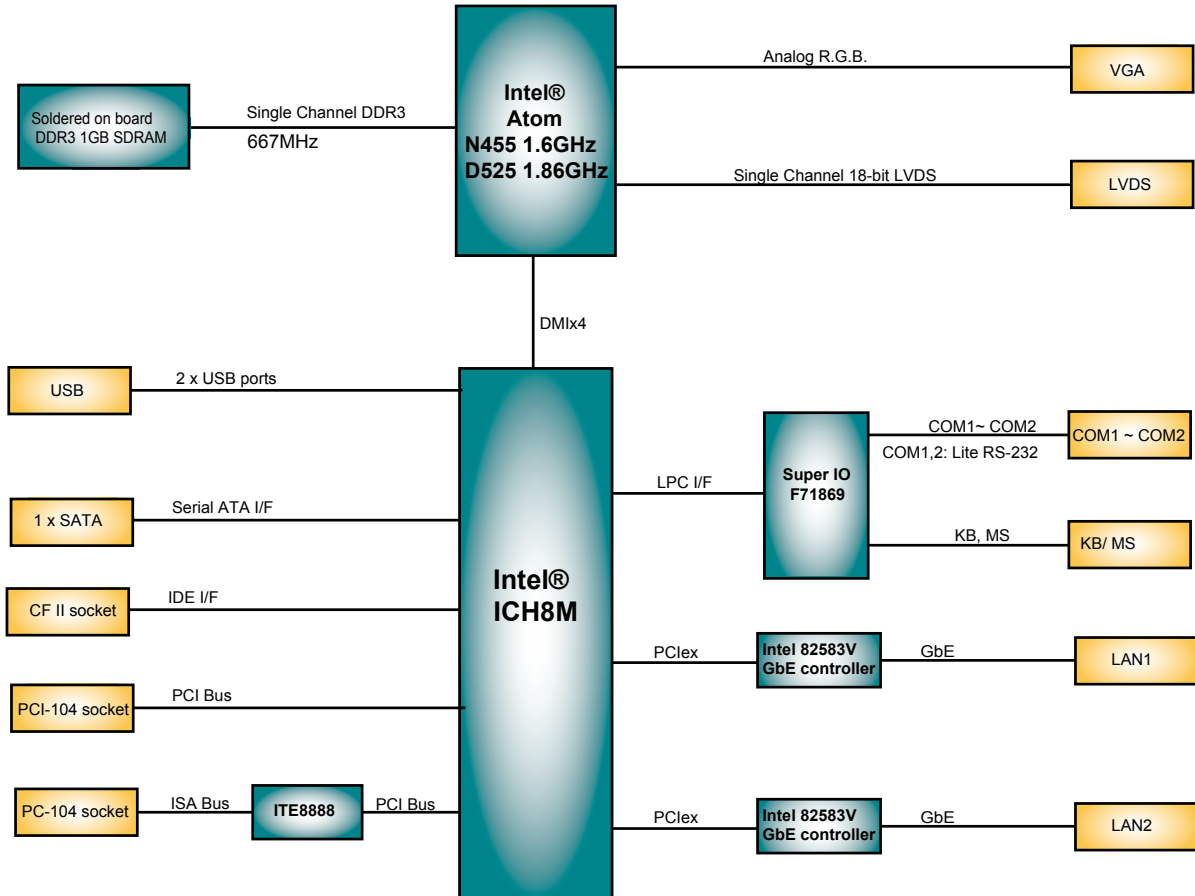 Analog R.G.B.
VGA
Intel®
Atom
N455 1.6GHz
D525 1.86GHz
Soldered on board
DDR3 1GB SDRAM
Single Channel DDR3
667MHz
Single Channel 18-bit LVDS
LVDS
DMIx4
USB
2 x USB ports
1 x SATA
Serial ATA I/F
CF II socket
IDE I/F
PCI-104 socket
PCI Bus
PC-104 socket
ISA Bus
ITE8888
PCI Bus
Intel®
ICH8M
LPC I/F
Super IO
F71869
COM1~ COM2
COM1,2: Lite RS-232
COM1 ~ COM2
KB, MS
KB/ MS
PCIex
Intel 82583V
GbE controller
GbE
LAN1
PCIex
Intel 82583V
GbE controller
GbE
LAN2